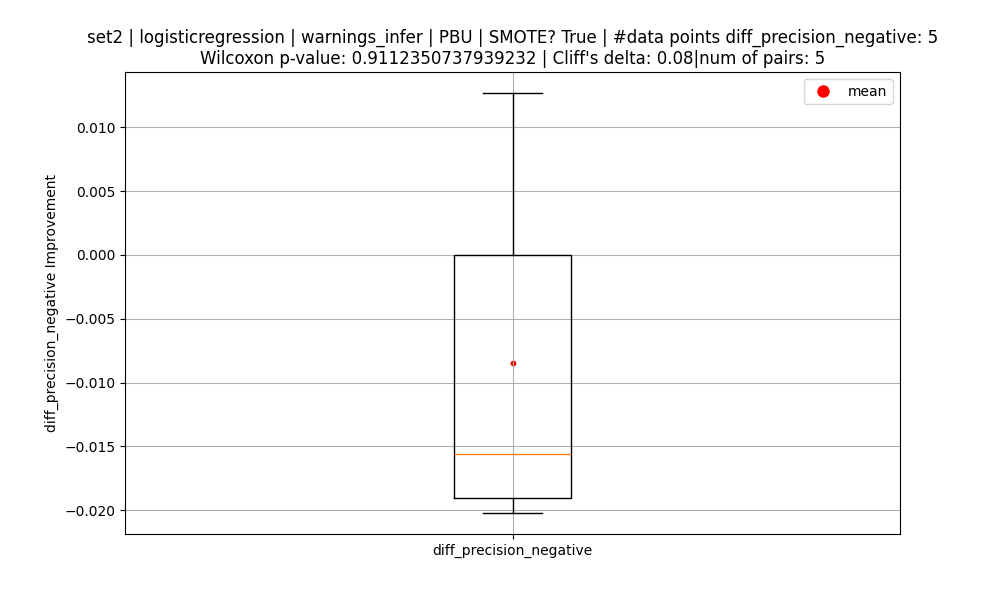 set2 | logisticregression | warnings_infer | PBU | SMOTE? True | #data points diff_precision_negative: 5
Wilcoxon p-value: 0.9112350737939232 | Cliff's delta: 0.08|num of pairs: 5
mean
0.010
0.005
0.000
−0.005
−0.010
−0.015
−0.020
diff_precision_negative Improvement
diff_precision_negative